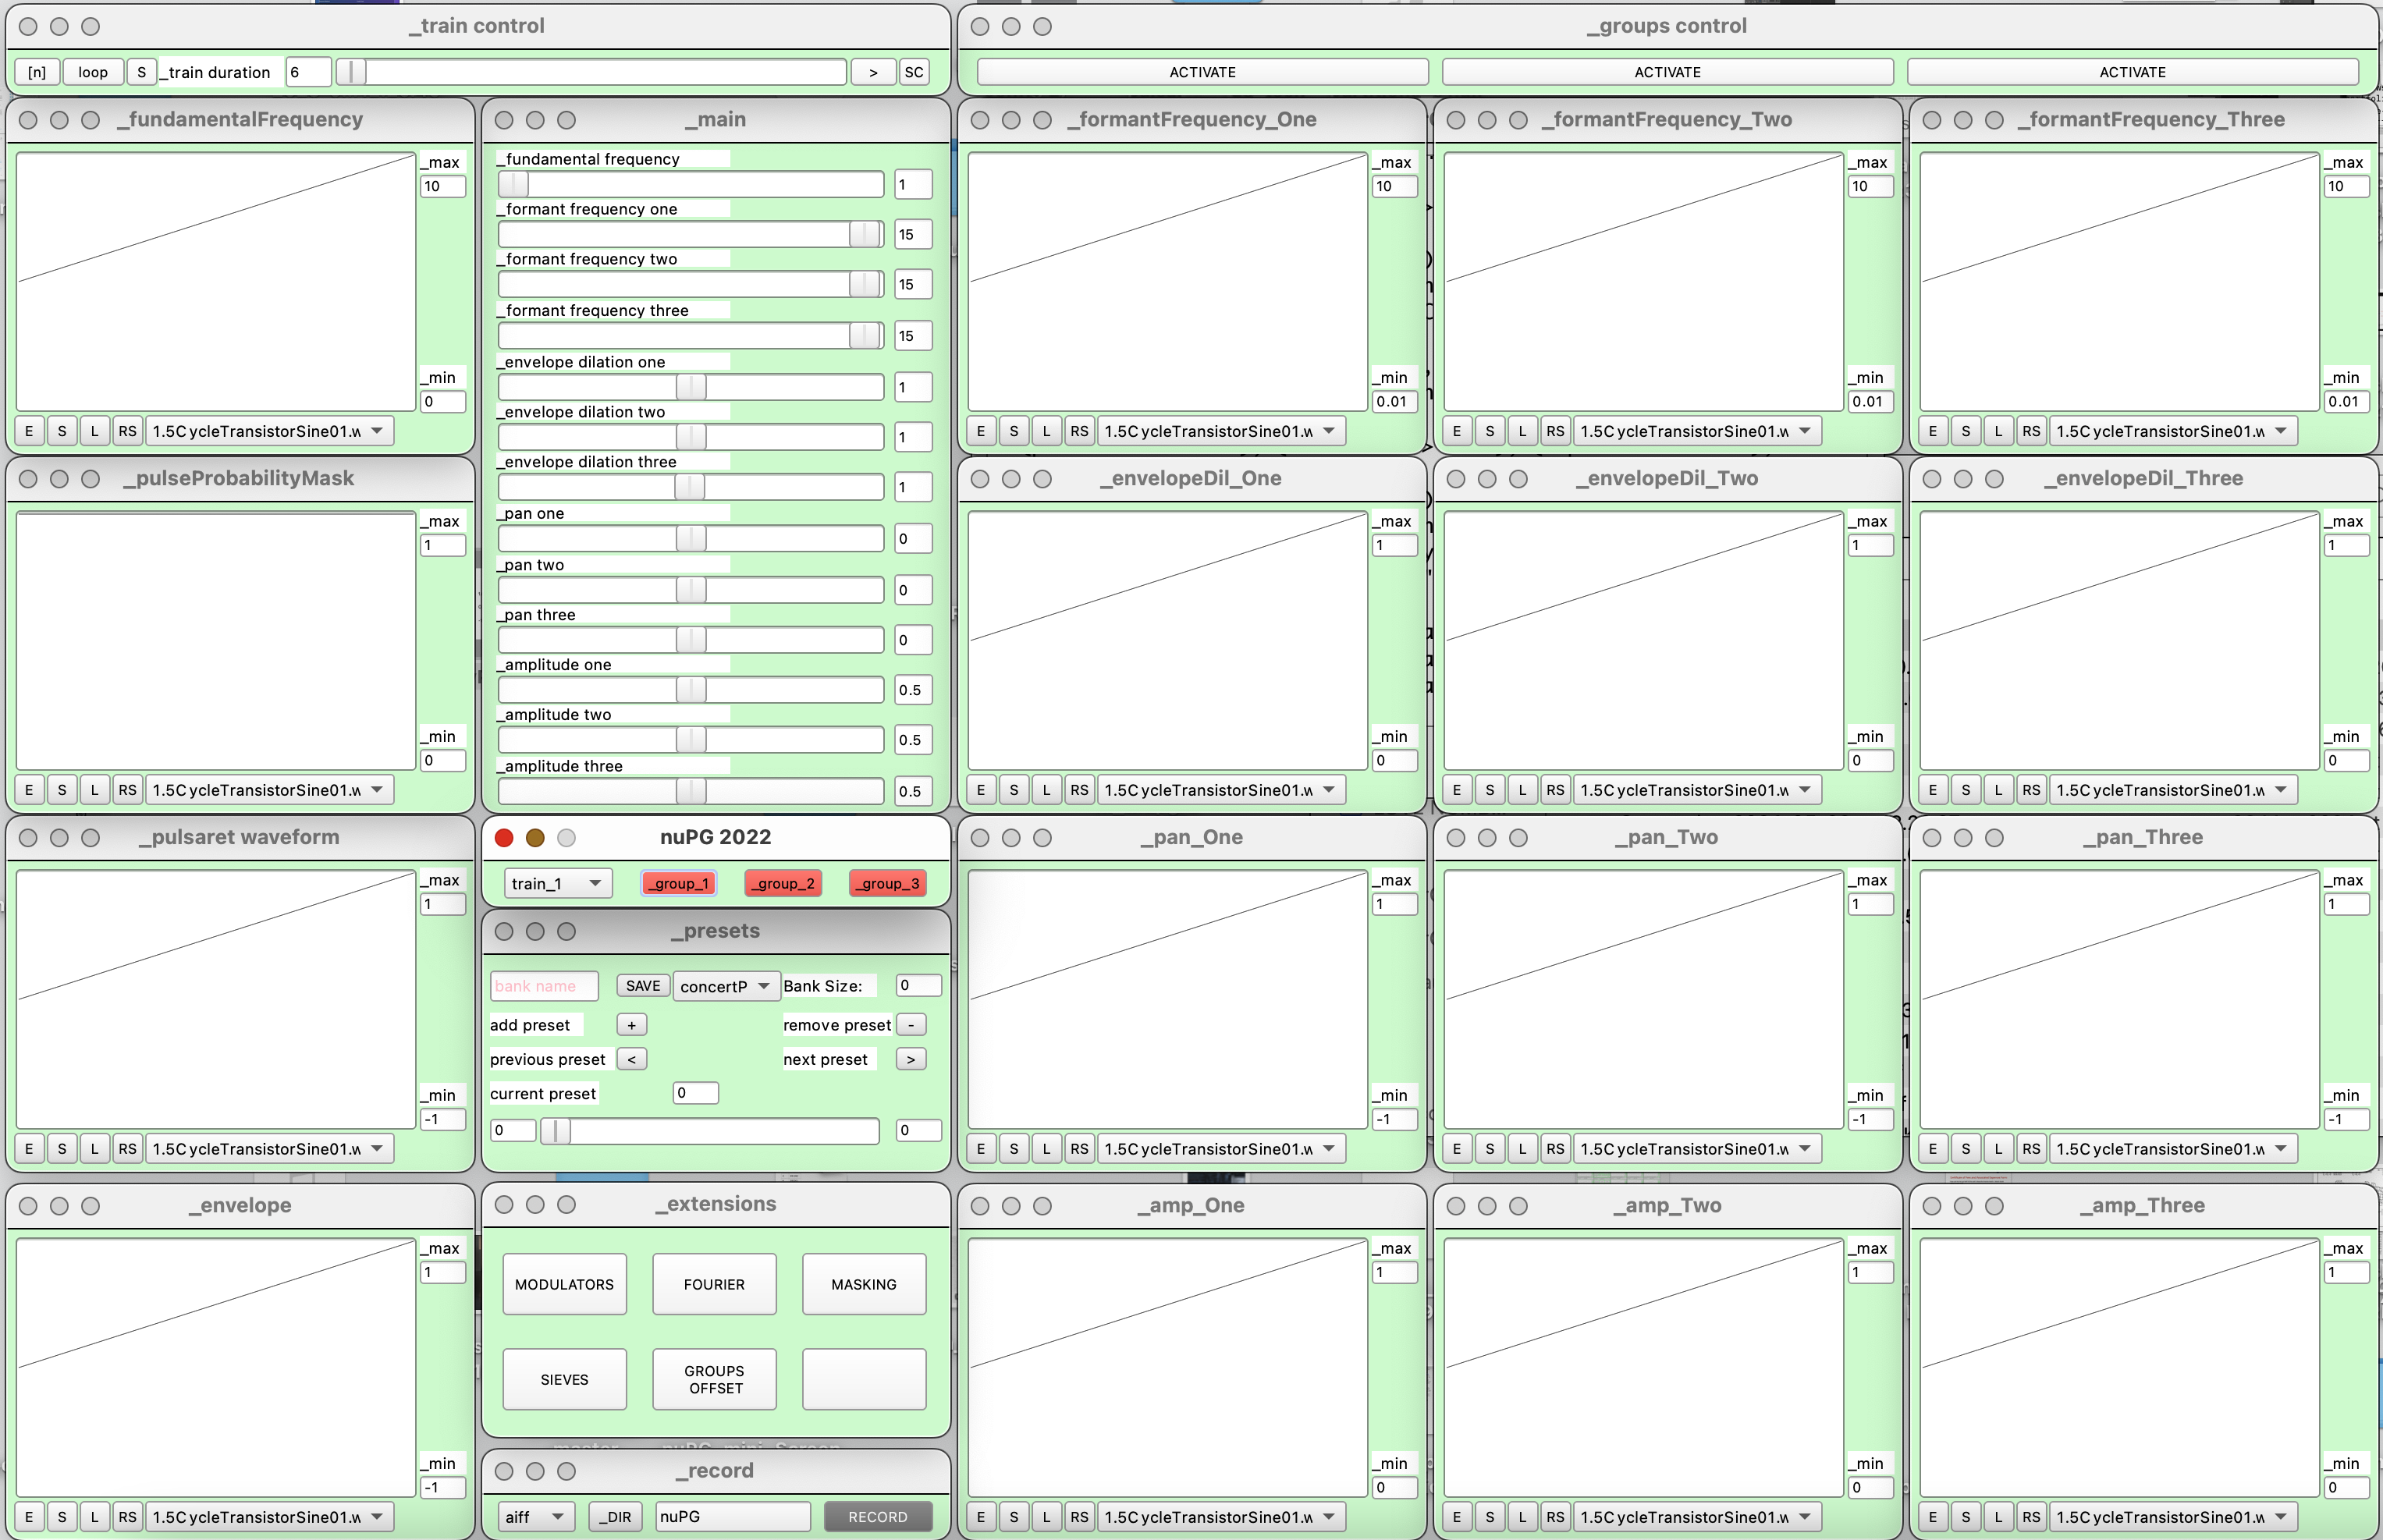 _train control
[n] loop S _train duration 6 > SC
_groups control
ACTIVATE ACTIVATE ACTIVATE
_fundamentalFrequency
_max
10
_min
0
E S L RS 1.5CycleTransistorSine01.w
_main
_fundamental frequency
1
_formant frequency one
15
_formant frequency two
15
_formant frequency three
15
_envelope dilation one
1
_envelope dilation two
1
_envelope dilation three
1
_pan one
0
_pan two
0
_pan three
0
_amplitude one
0.5
_amplitude two
0.5
_amplitude three
0.5
_formantFrequency_One
_max
10
_min
0.01
E S L RS 1.5CycleTransistorSine01.w
_formantFrequency_Two
_max
10
_min
0.01
E S L RS 1.5CycleTransistorSine01.w
_formantFrequency_Three
_max
10
_min
0.01
E S L RS 1.5CycleTransistorSine01.w
_pulseProbabilityMask
_max
1
_min
0
E S L RS 1.5CycleTransistorSine01.w
_envelopeDil_One
_max
1
_min
0
E S L RS 1.5CycleTransistorSine01.w
_envelopeDil_Two
_max
1
_min
0
E S L RS 1.5CycleTransistorSine01.w
_envelopeDil_Three
_max
1
_min
0
E S L RS 1.5CycleTransistorSine01.w
_pulsaret waveform
_max
1
_min
-1
E S L RS 1.5CycleTransistorSine01.w
nuPG 2022
train_1 _group_1 _group_2 _group_3
_presets
bank name SAVE concertP Bank Size: 0
add preset + remove preset -
previous preset < next preset >
current preset 0
0 0
_pan_One
_max
1
_min
-1
E S L RS 1.5CycleTransistorSine01.w
_pan_Two
_max
1
_min
-1
E S L RS 1.5CycleTransistorSine01.w
_pan_Three
_max
1
_min
-1
E S L RS 1.5CycleTransistorSine01.w
_envelope
_max
1
_min
-1
E S L RS 1.5CycleTransistorSine01.w
_extensions
MODULATORS FOURIER MASKING
SIEVES GROUPS
OFFSET
_record
aiff _DIR nuPG RECORD
_amp_One
_max
1
_min
0
E S L RS 1.5CycleTransistorSine01.w
_amp_Two
_max
1
_min
0
E S L RS 1.5CycleTransistorSine01.w
_amp_Three
_max
1
_min
0
E S L RS 1.5CycleTransistorSine01.w